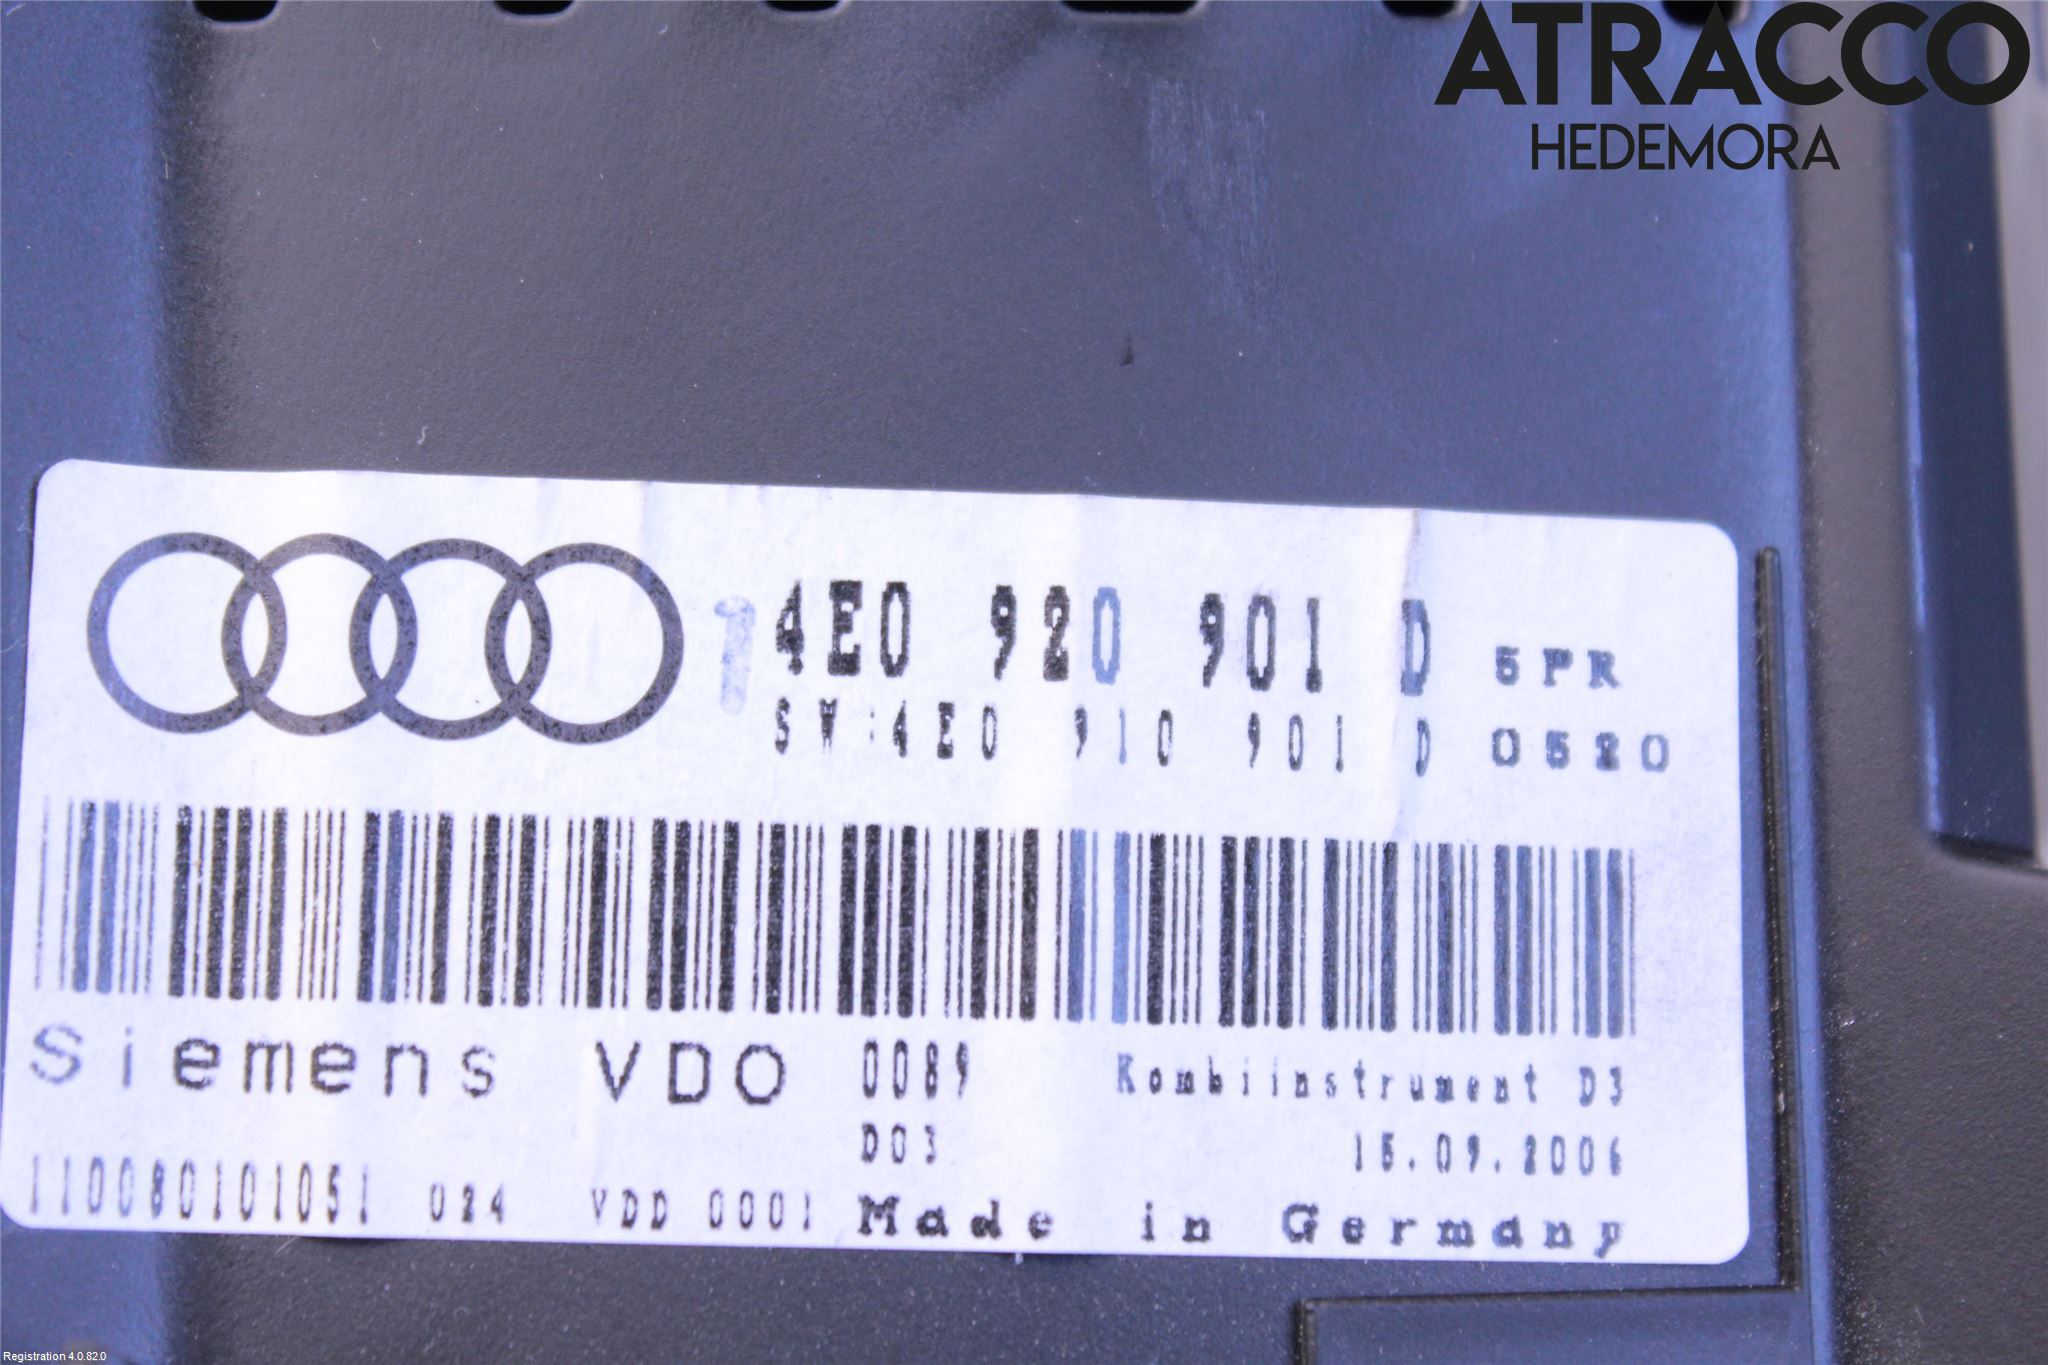 ATRACCO
HEDEMORA
4E0 920 901 D 5PR
SW:4E0 910 901 D 0520
Siemens VDO 0089 Kombiinstrument D3
D03 15.09.2006
110080101051 024 VDD 0001 Made in Germany
Registration 4.0.82.0